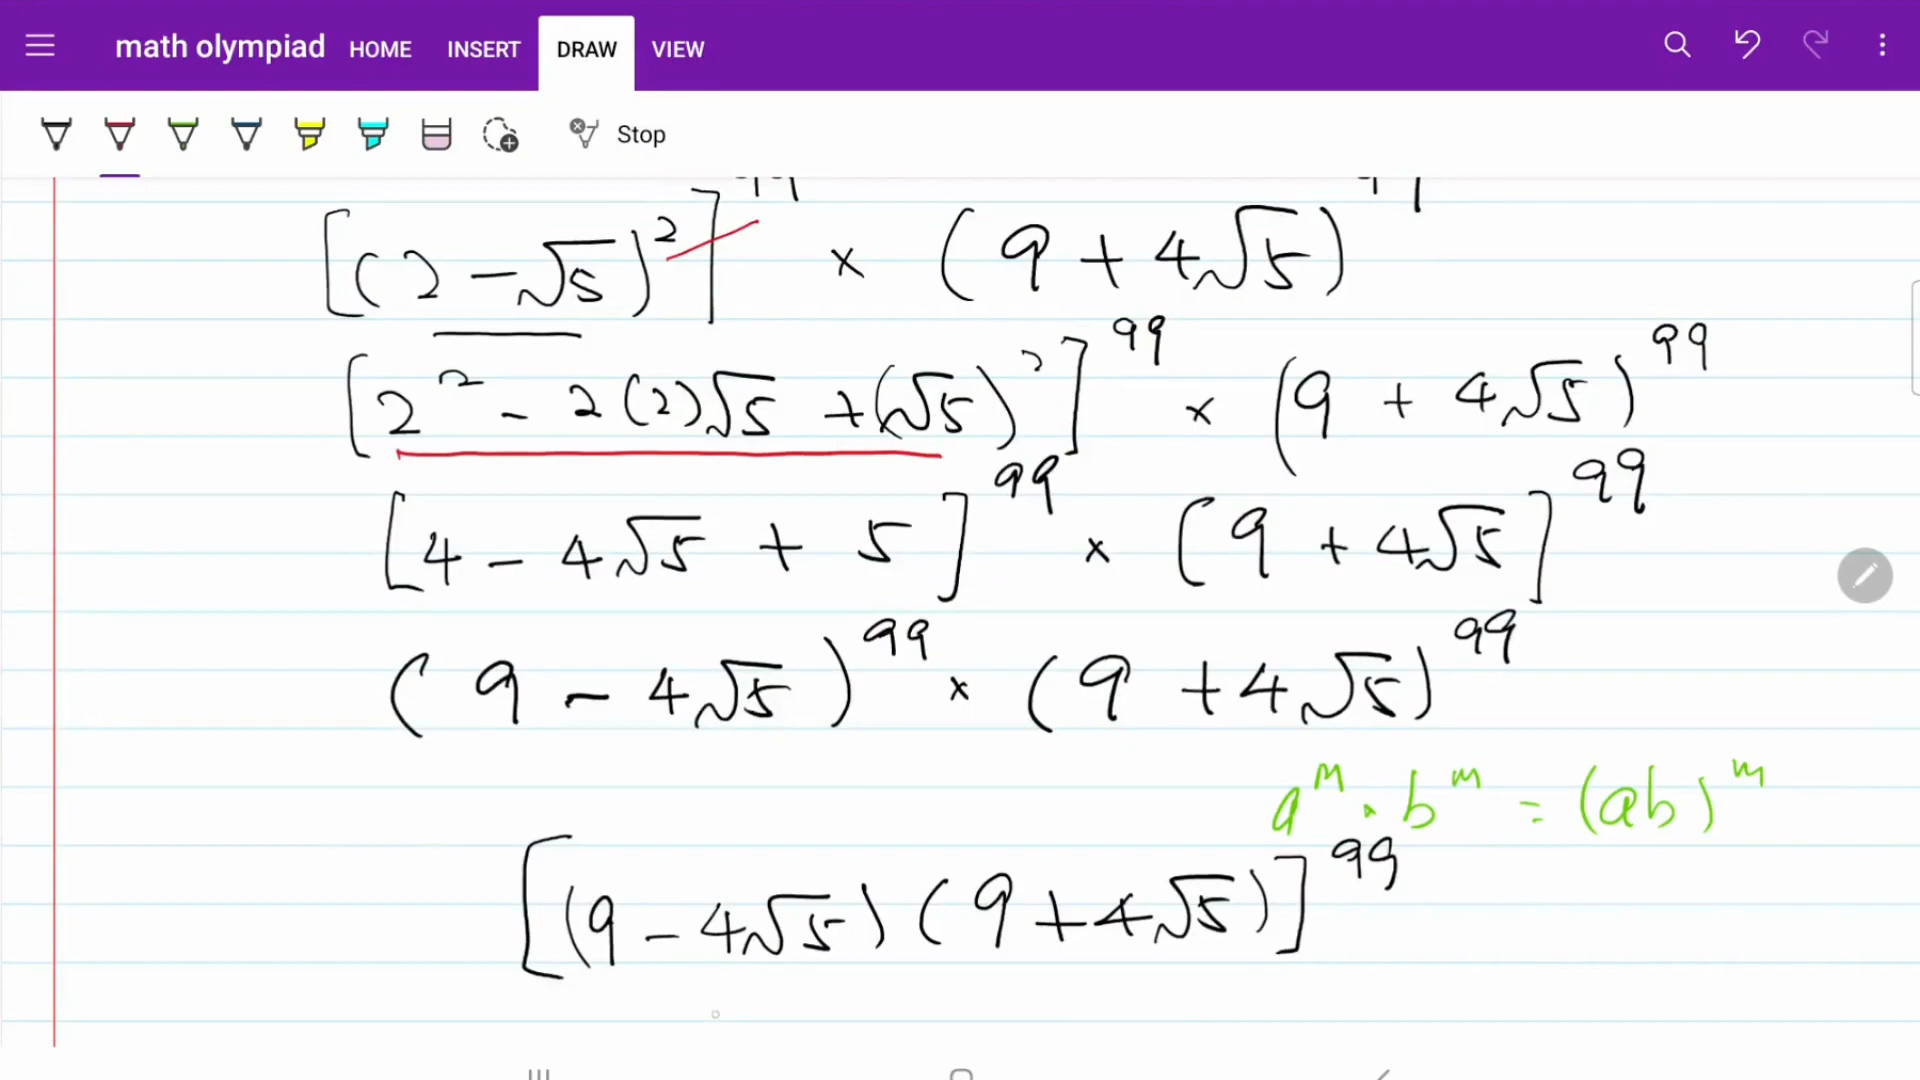 math olympiad HOME INSERT DRAW VIEW
Stop
[(2 - √5)²]⁹⁹ × (9 + 4√5)⁹⁹
[2² - 2(2)√5 + (√5)²]⁹⁹ × (9 + 4√5)⁹⁹
[4 - 4√5 + 5]⁹⁹ × [9 + 4√5]⁹⁹
(9 - 4√5)⁹⁹ × (9 + 4√5)⁹⁹
aᵐ · bᵐ = (ab)ᵐ
[(9 - 4√5)(9 + 4√5)]⁹⁹